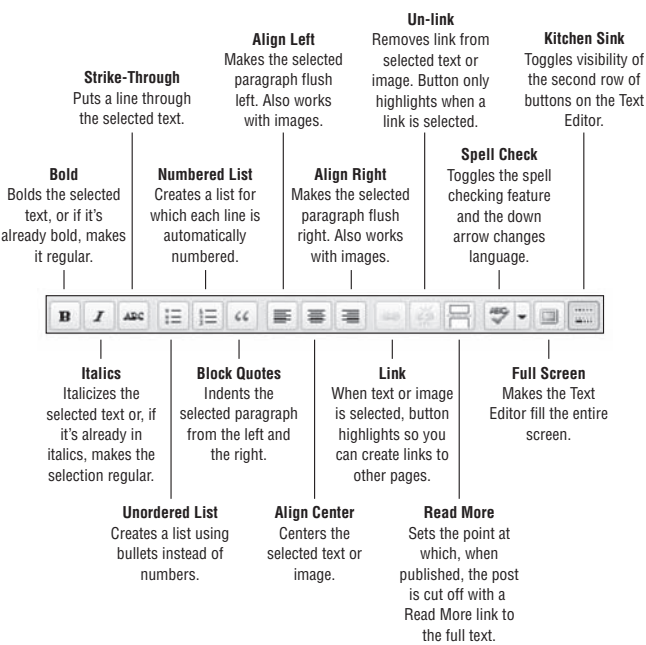 Un-link
Removes link from
selected text or
image. Button only
highlights when a
link is selected.
Align Left
Makes the selected
paragraph flush
left. Also works
with images.
Kitchen Sink
Toggles visibility of
the second row of
buttons on the Text
Editor.
Strike-Through
Puts a line through
the selected text.
Bold
Bolds the selected
text, or if it's
already bold, makes
it regular.
Numbered List
Creates a list for
which each line is
automatically
numbered.
Align Right
Makes the selected
paragraph flush
right. Also works
with images.
Spell Check
Toggles the spell
checking feature
and the down
arrow changes
language.
B I ABC ABC
Italics
Italicizes the
selected text or, if
it's already in
italics, makes the
selection regular.
Block Quotes
Indents the
selected paragraph
from the left and
the right.
Link
When text or image
is selected, button
highlights so you
can create links to
other pages.
Full Screen
Makes the Text
Editor fill the entire
screen.
Unordered List
Creates a list using
bullets instead of
numbers.
Align Center
Centers the
selected text or
image.
Read More
Sets the point at
which, when
published, the post
is cut off with a
Read More link to
the full text.